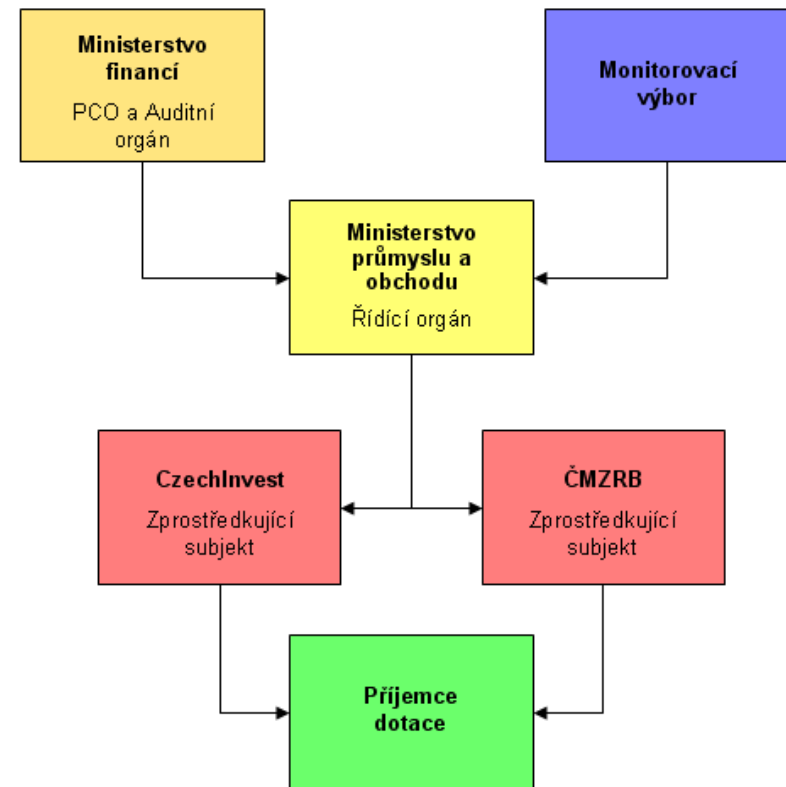 Ministerstvo
financí
PCO a Auditní
orgán
Monitorovací
výbor
Ministerstvo
průmyslu a
obchodu
Řídící orgán
CzechInvest
Zprostředkující
subjekt
ČMZRB
Zprostředkující
subjekt
Příjemce
dotace